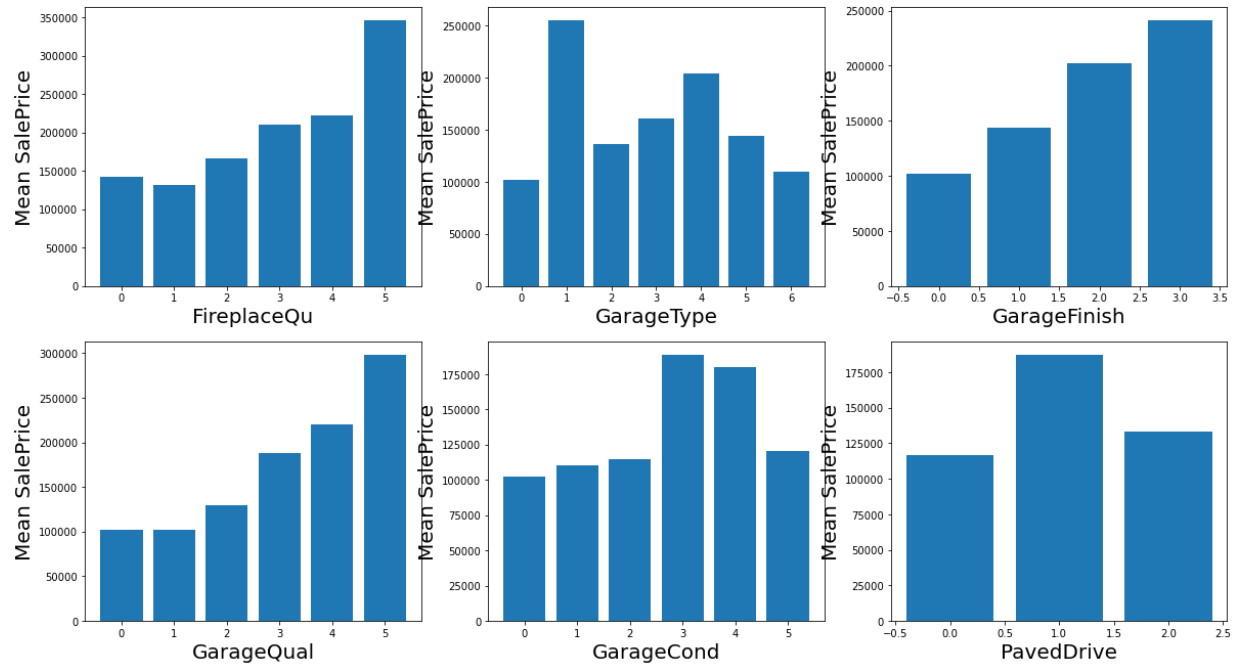 350000
300000
250000
200000
150000
100000
50000
0
Mean SalePrice
0 1 2 3 4 5
FireplaceQu
250000
200000
150000
100000
50000
0
Mean SalePrice
0 1 2 3 4 5 6
GarageType
250000
200000
150000
100000
50000
0
Mean SalePrice
−0.5 0.0 0.5 1.0 1.5 2.0 2.5 3.0 3.5
GarageFinish
300000
250000
200000
150000
100000
50000
0
Mean SalePrice
0 1 2 3 4 5
GarageQual
175000
150000
125000
100000
75000
50000
25000
0
Mean SalePrice
0 1 2 3 4 5
GarageCond
175000
150000
125000
100000
75000
50000
25000
0
Mean SalePrice
−0.5 0.0 0.5 1.0 1.5 2.0 2.5
PavedDrive